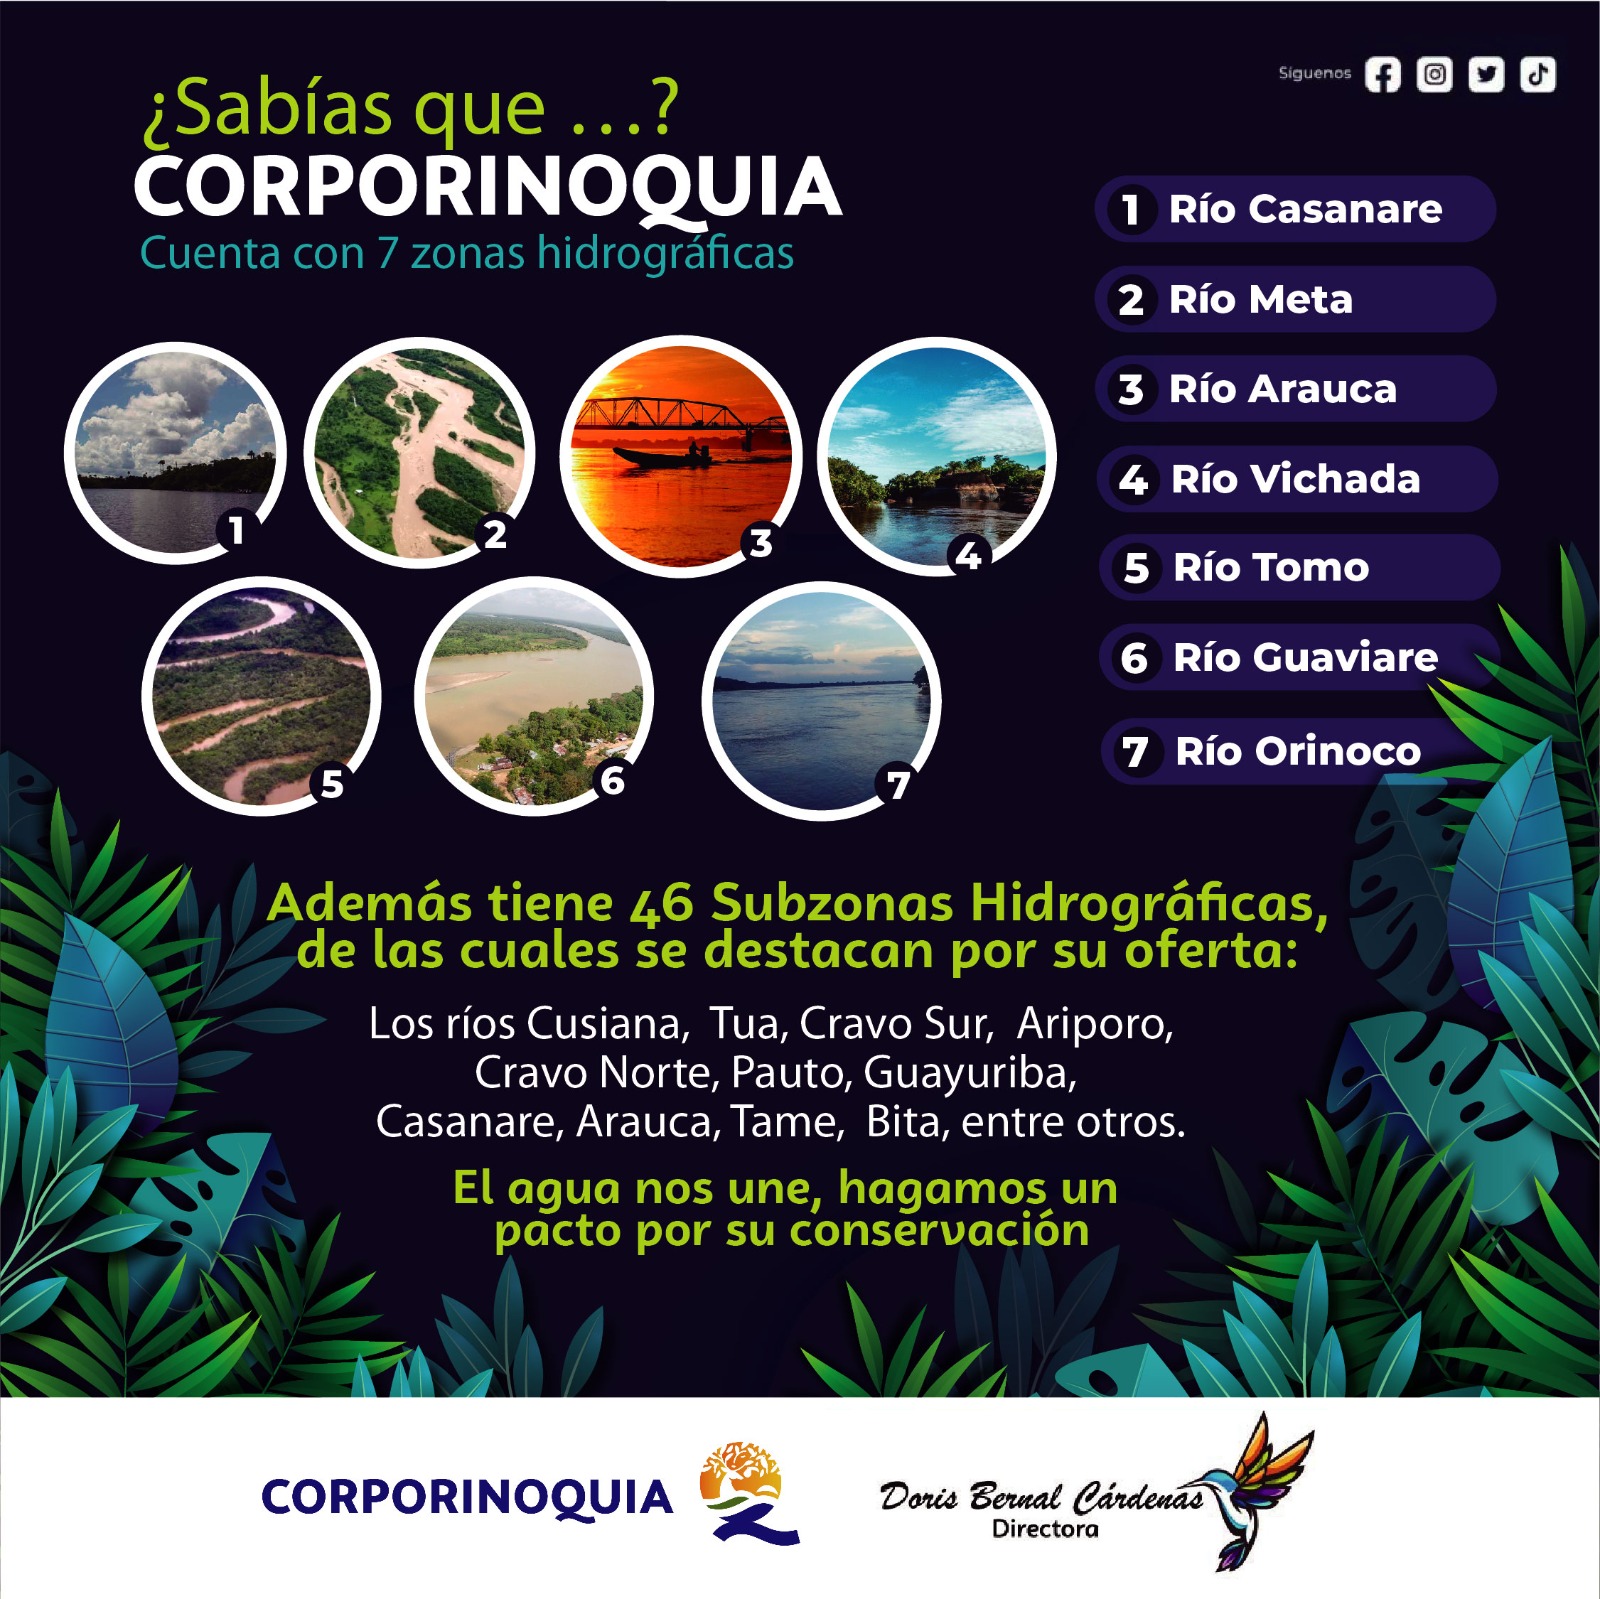 ¿Sabías que ...?
CORPORINOQUIA
Cuenta con 7 zonas hidrográficas
Síguenos
1 Río Casanare
2 Río Meta
3 Río Arauca
4 Río Vichada
5 Río Tomo
6 Río Guaviare
7 Río Orinoco
1
2
3
4
5
6
7
Además tiene 46 Subzonas Hidrográficas,
de las cuales se destacan por su oferta:
Los ríos Cusiana, Tua, Cravo Sur, Ariporo,
Cravo Norte, Pauto, Guayuriba,
Casanare, Arauca, Tame, Bita, entre otros.
El agua nos une, hagamos un
pacto por su conservación
CORPORINOQUIA
Doris Bernal Cárdenas
Directora